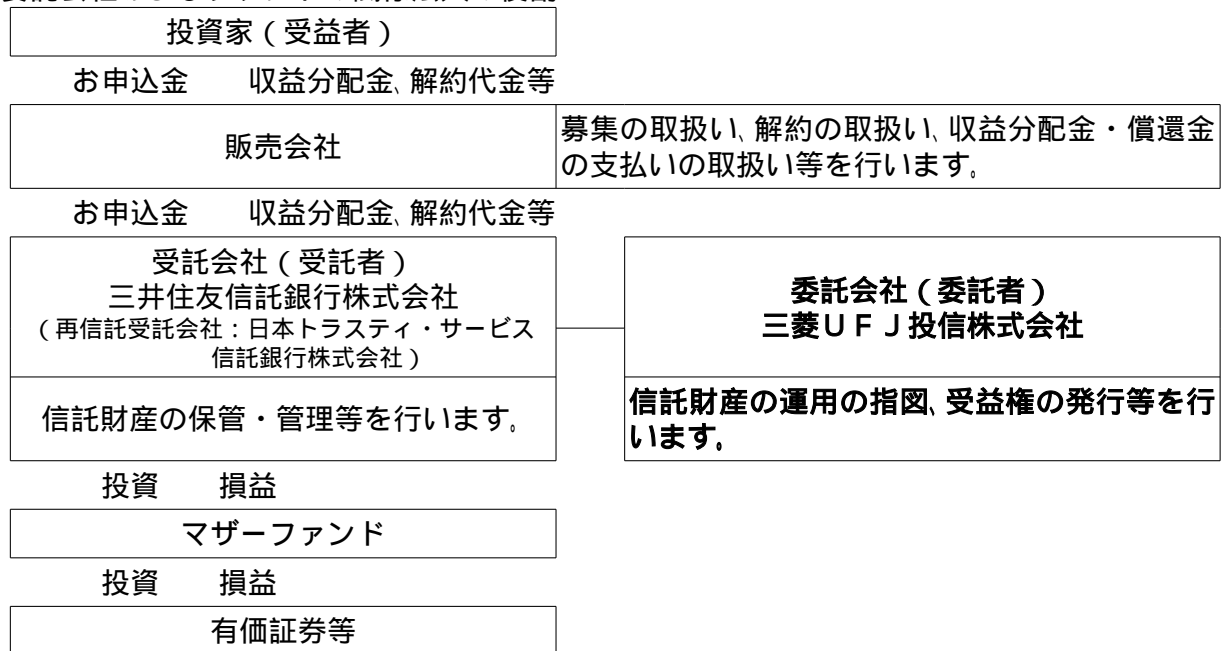 投資家（受益者）
お申込金　収益分配金、解約代金等
販売会社
募集の取扱い、解約の取扱い、収益分配金・償還金
の支払いの取扱い等を行います。
お申込金　収益分配金、解約代金等
受託会社（受託者）
三井住友信託銀行株式会社
（再信託受託会社：日本トラスティ・サービス
信託銀行株式会社）
委託会社（委託者）
三菱ＵＦＪ投信株式会社
信託財産の保管・管理等を行います。
信託財産の運用の指図、受益権の発行等を行
います。
投資　損益
マザーファンド
投資　損益
有価証券等